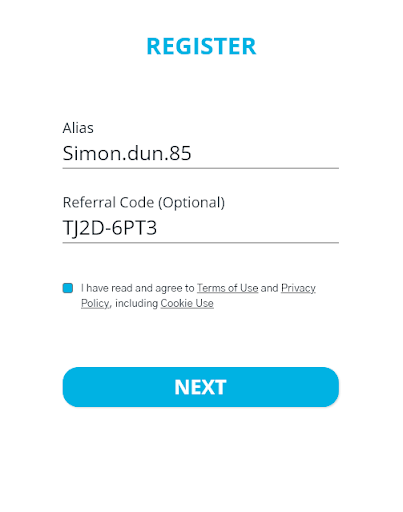 REGISTER
Alias
Simon.dun.85
Referral Code (Optional)
TJ2D-6PT3
I have read and agree to Terms of Use and Privacy
Policy, including Cookie Use
NEXT